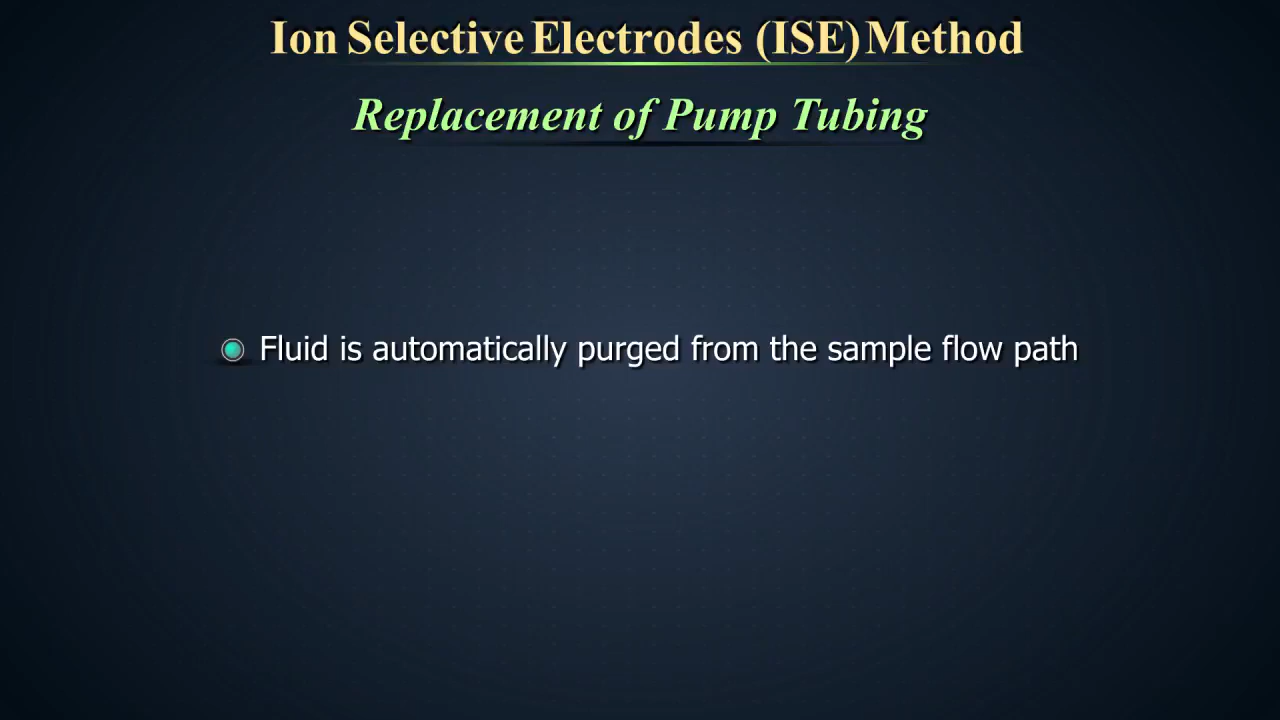 Ion Selective Electrodes (ISE) Method
Replacement of Pump Tubing
Fluid is automatically purged from the sample flow path